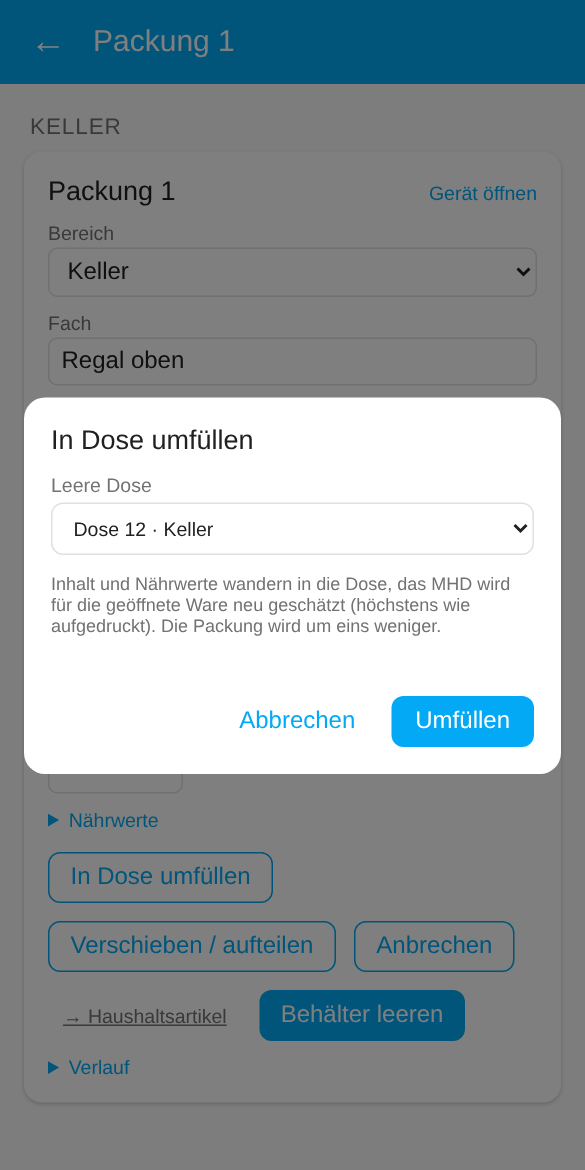 ← Packung 1
KELLER
Packung 1
Gerät öffnen
Bereich
Keller
Fach
Regal oben
In Dose umfüllen
Leere Dose
Dose 12 · Keller
Inhalt und Nährwerte wandern in die Dose, das MHD wird
für die geöffnete Ware neu geschätzt (höchstens wie
aufgedruckt). Die Packung wird um eins weniger.
Abbrechen
Umfüllen
Nährwerte
In Dose umfüllen
Verschieben / aufteilen
Anbrechen
→ Haushaltsartikel
Behälter leeren
Verlauf